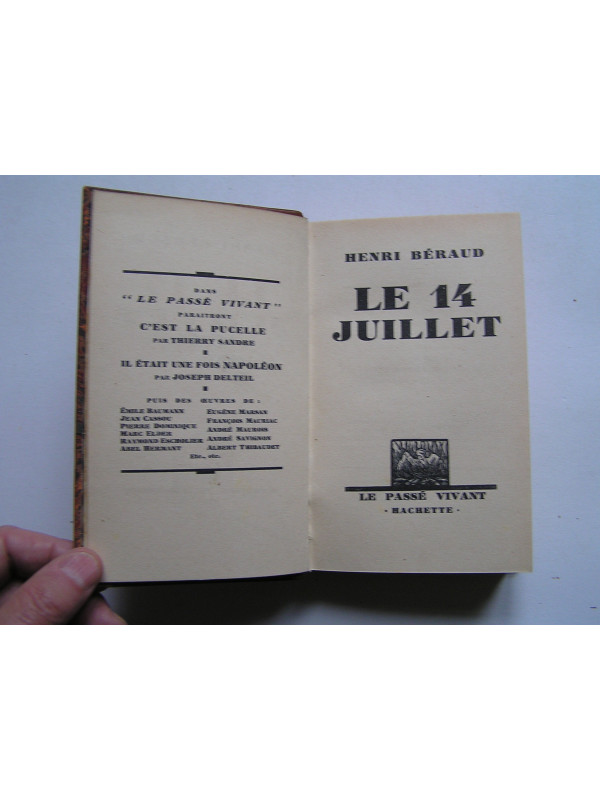 DANS
"LE PASSÉ VIVANT"
PARAITRONT
C'EST LA PUCELLE
PAR THIERRY SANDRE
IL ÉTAIT UNE FOIS NAPOLÉON
PAR JOSEPH DELTEIL
PUIS DES ŒUVRES DE :
ÉMILE BAUMANN
JEAN CASSOU
PIERRE DOMINIQUE
MARC ELDER
RAYMOND ESCHOLIER
ABEL HERMANT
EUGÈNE MARSAN
FRANÇOIS MAURIAC
ANDRÉ MAUROIS
ANDRÉ SAVIGNON
ALBERT THIBAUDET
Etc., etc.
HENRI BÉRAUD
LE 14
JUILLET
LE PASSÉ VIVANT
· HACHETTE ·